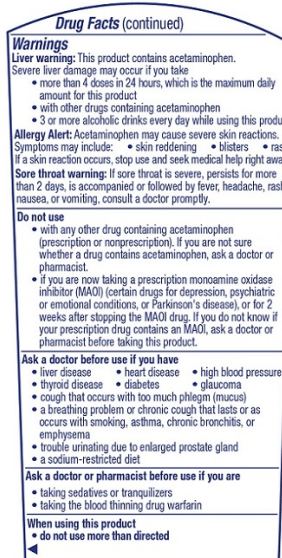 Drug Facts (continued)
Warnings
Liver warning: This product contains acetaminophen.
Severe liver damage may occur if you take
• more than 4 doses in 24 hours, which is the maximum daily
amount for this product
• with other drugs containing acetaminophen
• 3 or more alcoholic drinks every day while using this produ
Allergy Alert: Acetaminophen may cause severe skin reactions.
Symptoms may include: • skin reddening • blisters • ras
If a skin reaction occurs, stop use and seek medical help right awa
Sore throat warning: If sore throat is severe, persists for more
than 2 days, is accompanied or followed by fever, headache, rash
nausea, or vomiting, consult a doctor promptly.
Do not use
• with any other drug containing acetaminophen
(prescription or nonprescription). If you are not sure
whether a drug contains acetaminophen, ask a doctor or
pharmacist.
• if you are now taking a prescription monoamine oxidase
inhibitor (MAOI) (certain drugs for depression, psychiatric
or emotional conditions, or Parkinson's disease), or for 2
weeks after stopping the MAOI drug. If you do not know if
your prescription drug contains an MAOI, ask a doctor or
pharmacist before taking this product.
Ask a doctor before use if you have
• liver disease • heart disease • high blood pressure
• thyroid disease • diabetes • glaucoma
• cough that occurs with too much phlegm (mucus)
• a breathing problem or chronic cough that lasts or as
occurs with smoking, asthma, chronic bronchitis, or
emphysema
• trouble urinating due to enlarged prostate gland
• a sodium-restricted diet
Ask a doctor or pharmacist before use if you are
• taking sedatives or tranquilizers
• taking the blood thinning drug warfarin
When using this product
• do not use more than directed